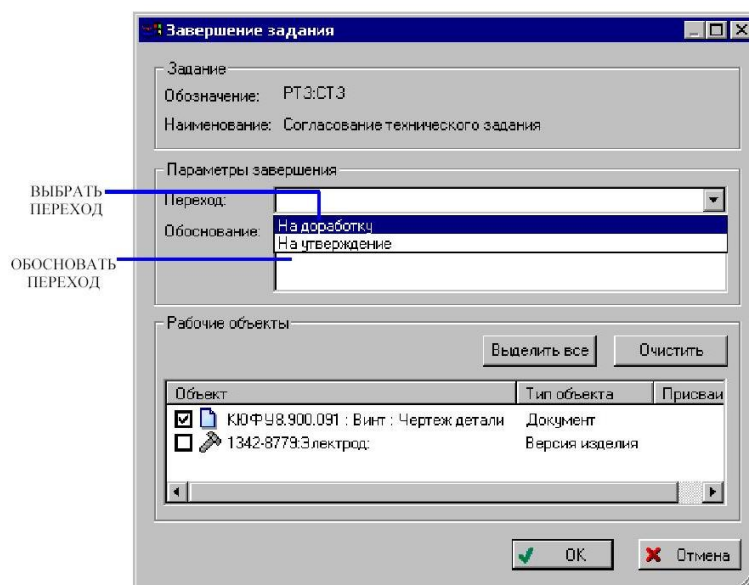 Завершение задания
Задание
Обозначение: РТЗ:СТЗ
Наименование: Согласование технического задания
Параметры завершения
ВЫБРАТЬ
ПЕРЕХОД
Переход:
На доработку
Обоснование:
На утверждение
ОБОСНОВАТЬ
ПЕРЕХОД
Рабочие объекты
Выделить все Очистить
Объект Тип объекта Присваи
КЮФУ8.900.091 : Винт : Чертеж детали Документ
1342-8779:Электрод: Версия изделия
OK Отмена